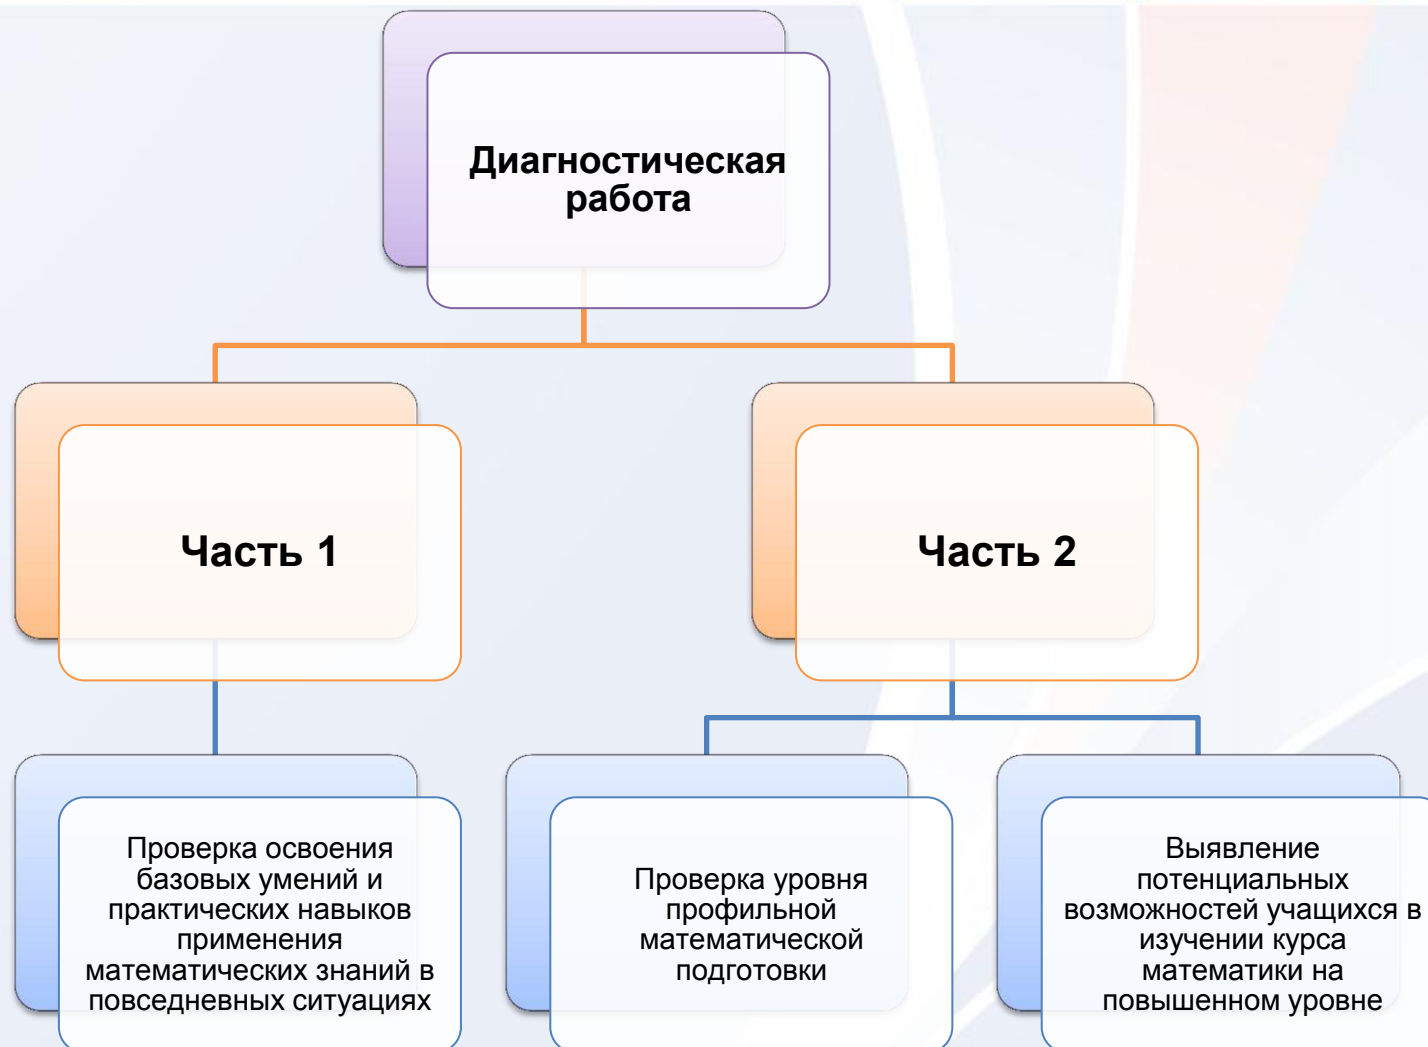 Диагностическая
работа
Часть 1
Часть 2
Проверка освоения
базовых умений и
практических навыков
применения
математических знаний в
повседневных ситуациях
Проверка уровня
профильной
математической
подготовки
Выявление
потенциальных
возможностей учащихся в
изучении курса
математики на
повышенном уровне